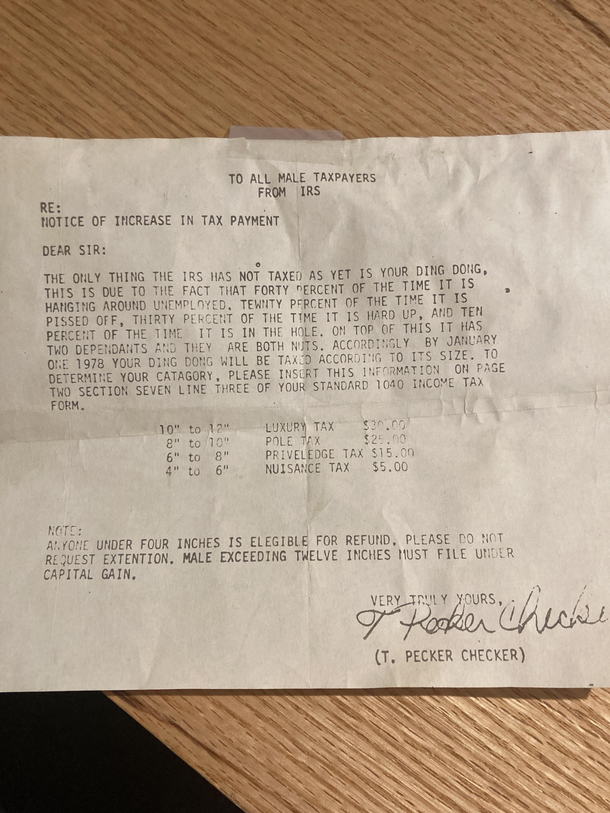 TO ALL MALE TAXPAYERS
FROM IRS
RE:
NOTICE OF INCREASE IN TAX PAYMENT
DEAR SIR:
THE ONLY THING THE IRS HAS NOT TAXED AS YET IS YOUR DING DONG,
THIS IS DUE TO THE FACT THAT FORTY PERCENT OF THE TIME IT IS
HANGING AROUND UNEMPLOYED, TEWNTY PERCENT OF THE TIME IT IS
PISSED OFF, THIRTY PERCENT OF THE TIME IT IS HARD UP, AND TEN
PERCENT OF THE TIME IT IS IN THE HOLE. ON TOP OF THIS IT HAS
TWO DEPENDANTS AND THEY ARE BOTH NUTS. ACCORDINGLY BY JANUARY
ONE 1978 YOUR DING DONG WILL BE TAXED ACCORDING TO ITS SIZE. TO
DETERMINE YOUR CATAGORY, PLEASE INSERT THIS INFORMATION ON PAGE
TWO SECTION SEVEN LINE THREE OF YOUR STANDARD 1040 INCOME TAX
FORM.
10" to 12" LUXURY TAX $30.00
8" to 10" POLE TAX $25.00
6" to 8" PRIVELEDGE TAX $15.00
4" to 6" NUISANCE TAX $5.00
NOTE:
ANYONE UNDER FOUR INCHES IS ELEGIBLE FOR REFUND. PLEASE DO NOT
REQUEST EXTENTION. MALE EXCEEDING TWELVE INCHES MUST FILE UNDER
CAPITAL GAIN.
VERY TRULY YOURS,
T Pecker Checke
(T. PECKER CHECKER)